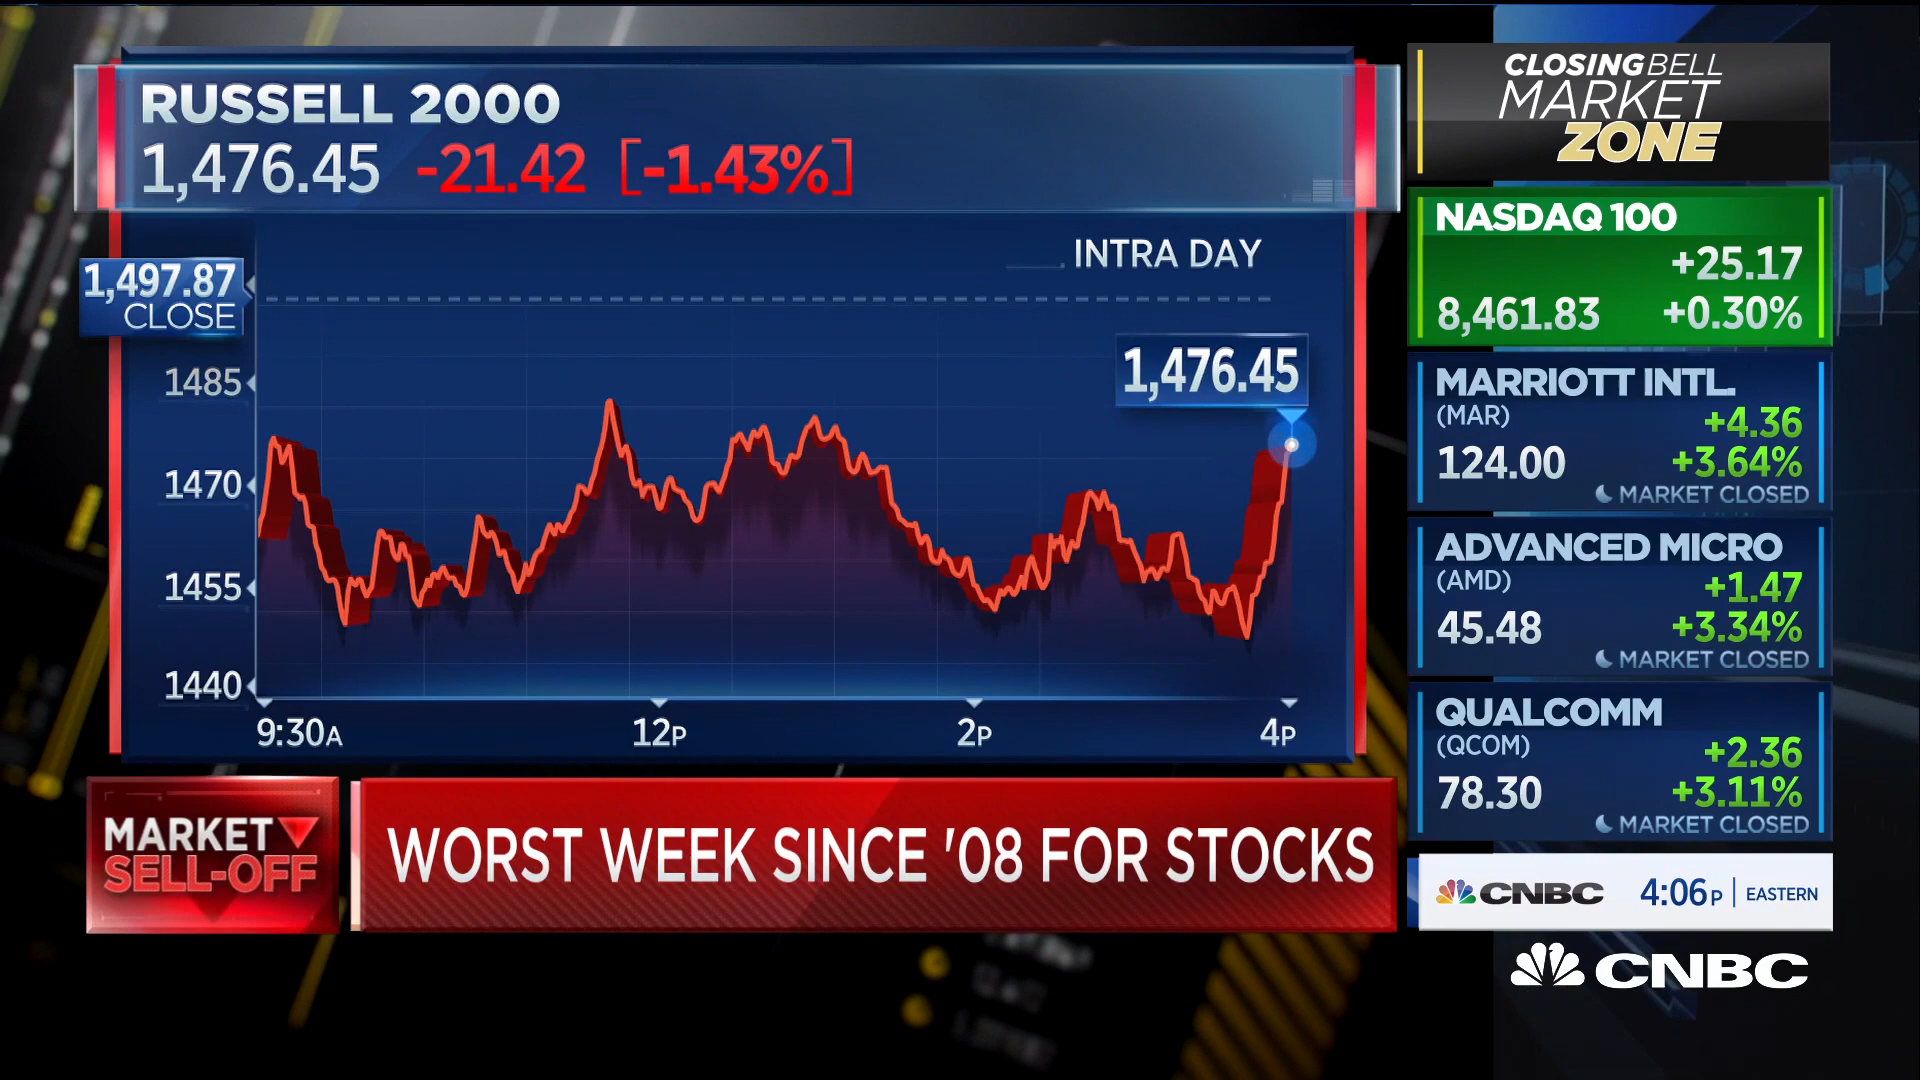 RUSSELL 2000
1,476.45 -21.42 [-1.43%]
INTRA DAY
1,497.87
CLOSE
1,476.45
1485
1470
1455
1440
9:30A 12P 2P 4P
MARKET
SELL-OFF
WORST WEEK SINCE '08 FOR STOCKS
CLOSING BELL
MARKET
ZONE
NASDAQ 100
+25.17
8,461.83 +0.30%
MARRIOTT INTL.
(MAR) +4.36
124.00 +3.64%
MARKET CLOSED
ADVANCED MICRO
(AMD) +1.47
45.48 +3.34%
MARKET CLOSED
QUALCOMM
(QCOM) +2.36
78.30 +3.11%
MARKET CLOSED
CNBC 4:06P | EASTERN
CNBC